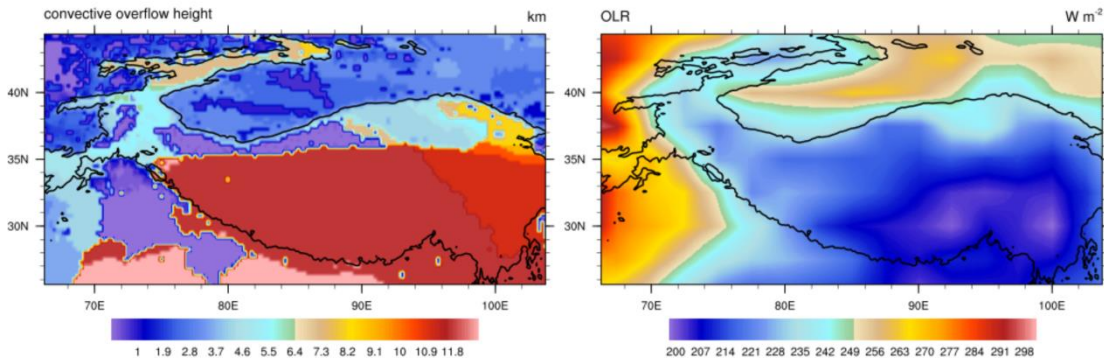 convective overflow height km
40N
35N
30N
70E 80E 90E 100E
1 1.9 2.8 3.7 4.6 5.5 6.4 7.3 8.2 9.1 10 10.9 11.8
OLR W m-2
40N
35N
30N
70E 80E 90E 100E
200 207 214 221 228 235 242 249 256 263 270 277 284 291 298